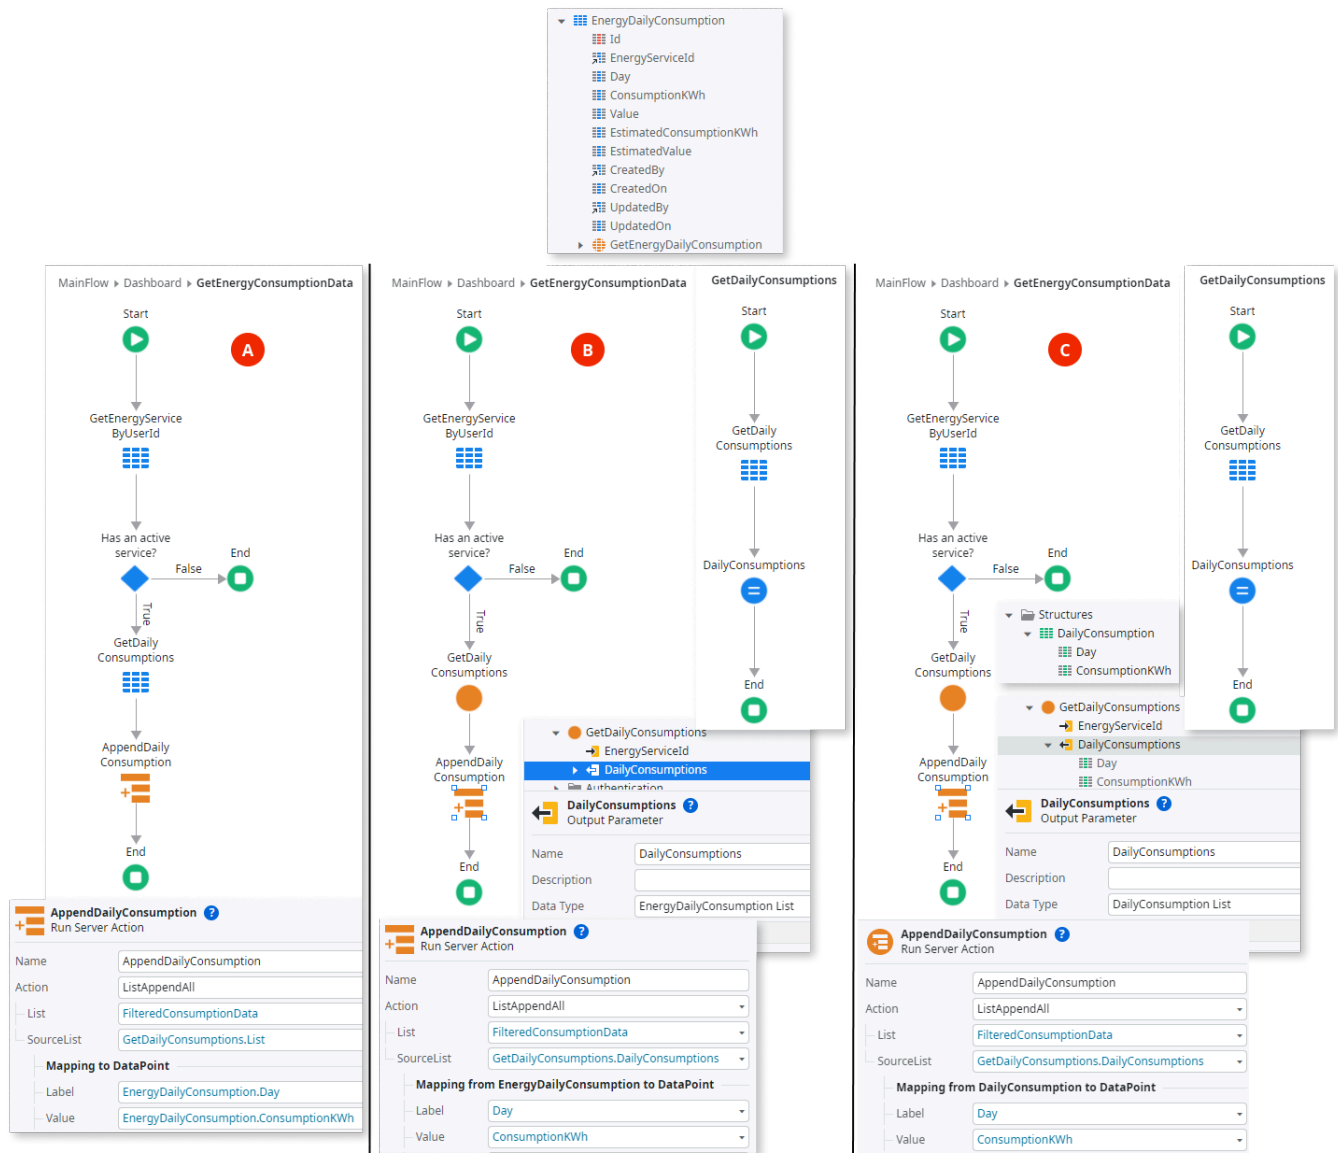 EnergyDailyConsumption
Id
EnergyServiceId
Day
ConsumptionKWh
Value
EstimatedConsumptionKWh
EstimatedValue
CreatedBy
CreatedOn
UpdatedBy
UpdatedOn
GetEnergyDailyConsumption
MainFlow Dashboard GetEnergyConsumptionData
Start
A
GetEnergyService
ByUserId
Has an active
service?
End
False
True
GetDaily
Consumptions
AppendDaily
Consumption
End
AppendDailyConsumption ?
Run Server Action
Name AppendDailyConsumption
Action ListAppendAll
List FilteredConsumptionData
SourceList GetDailyConsumptions.List
Mapping to DataPoint
Label EnergyDailyConsumption.Day
Value EnergyDailyConsumption.ConsumptionKWh
MainFlow Dashboard GetEnergyConsumptionData
Start
B
GetEnergyService
ByUserId
Has an active
service?
End
False
True
GetDaily
Consumptions
AppendDaily
Consumption
End
GetDailyConsumptions
Start
GetDaily
Consumptions
DailyConsumptions
End
GetDailyConsumptions
EnergyServiceId
DailyConsumptions
Authentication
DailyConsumptions ?
Output Parameter
Name DailyConsumptions
Description
Data Type EnergyDailyConsumption List
AppendDailyConsumption ?
Run Server Action
Name AppendDailyConsumption
Action ListAppendAll
List FilteredConsumptionData
SourceList GetDailyConsumptions.DailyConsumptions
Mapping from EnergyDailyConsumption to DataPoint
Label Day
Value ConsumptionKWh
MainFlow Dashboard GetEnergyConsumptionData
Start
C
GetEnergyService
ByUserId
Has an active
service?
End
False
True
GetDaily
Consumptions
AppendDaily
Consumption
End
GetDailyConsumptions
Start
GetDaily
Consumptions
DailyConsumptions
End
Structures
DailyConsumption
Day
ConsumptionKWh
GetDailyConsumptions
EnergyServiceId
DailyConsumptions
Day
ConsumptionKWh
DailyConsumptions ?
Output Parameter
Name DailyConsumptions
Description
Data Type DailyConsumption List
AppendDailyConsumption ?
Run Server Action
Name AppendDailyConsumption
Action ListAppendAll
List FilteredConsumptionData
SourceList GetDailyConsumptions.DailyConsumptions
Mapping from DailyConsumption to DataPoint
Label Day
Value ConsumptionKWh